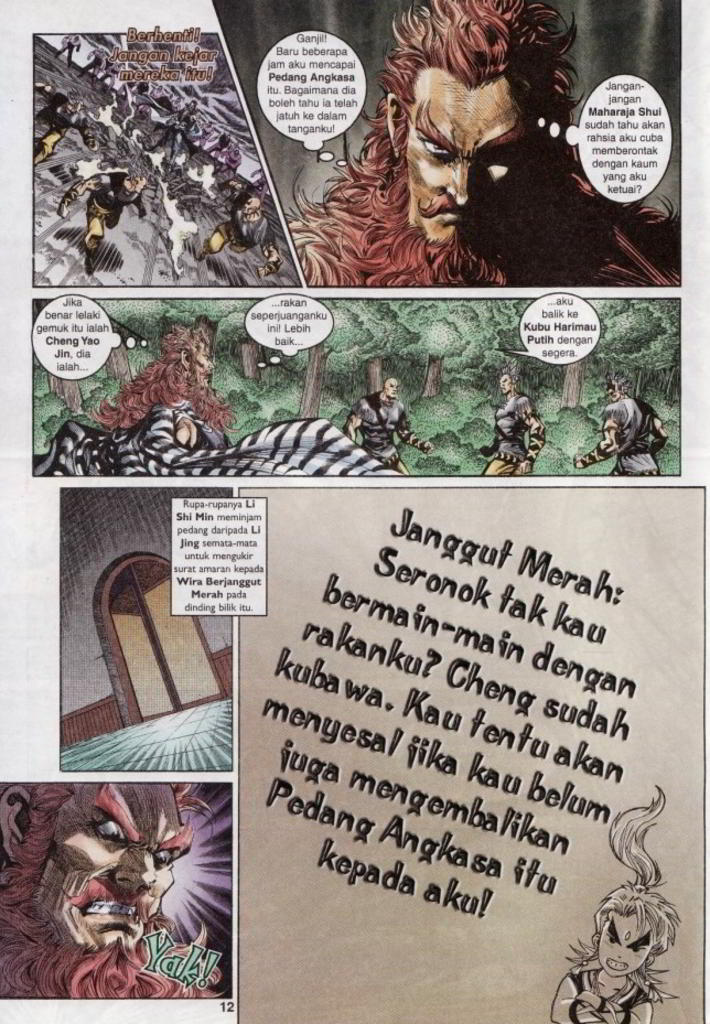 Berhenti!
Jangan kejar
mereka itu!
Ganjil!
Baru beberapa
jam aku mencapai
Pedang Angkasa
itu. Bagaimana dia
boleh tahu ia telah
jatuh ke dalam
tanganku!
Jangan-
jangan
Maharaja Shui
sudah tahu akan
rahsia aku cuba
memberontak
dengan kaum
yang aku
ketuai?
Jika
benar lelaki
gemuk itu ialah
Cheng Yao
Jin, dia
ialah...
...rakan
seperjuanganku
ini! Lebih
baik...
...aku
balik ke
Kubu Harimau
Putih dengan
segera.
Rupa-rupanya Li
Shi Min meminjam
pedang daripada Li
Jing semata-mata
untuk mengukir
surat amaran kepada
Wira Berjanggut
Merah pada
dinding bilik itu.
Janggut Merah:
Seronok tak kau
bermain-main dengan
rakanku? Cheng sudah
kubawa. Kau tentu akan
menyesal jika kau belum
juga mengembalikan
Pedang Angkasa itu
kepada aku!
Yak!
12